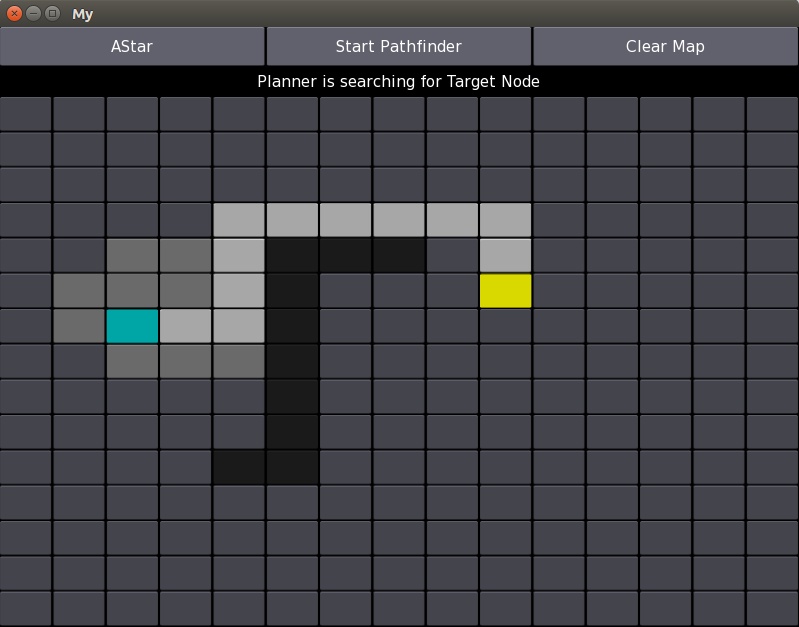 My
AStar
Start Pathfinder
Clear Map
Planner is searching for Target Node